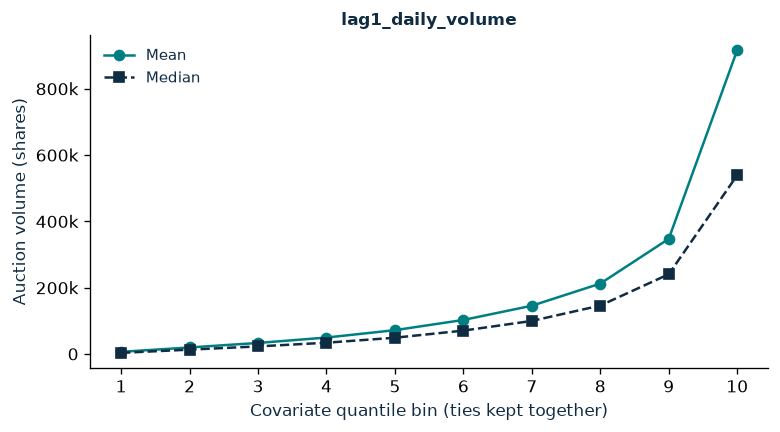 lag1_daily_volume
Mean
Median
Auction volume (shares)
800k
600k
400k
200k
0
1 2 3 4 5 6 7 8 9 10
Covariate quantile bin (ties kept together)